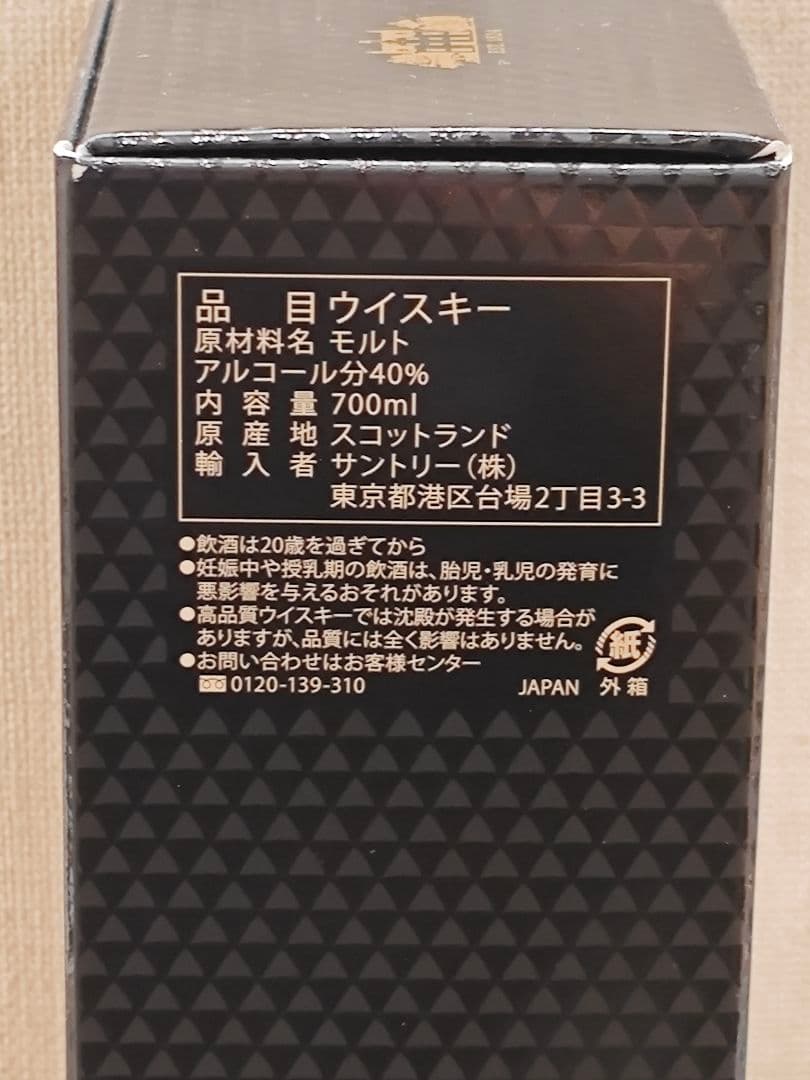 品目ウイスキー
原材料名 モルト
アルコール分40%
内容量 700ml
原産地 スコットランド
輸入者 サントリー(株)
東京都港区台場2丁目3-3
●飲酒は20歳を過ぎてから
●妊娠中や授乳期の飲酒は、胎児・乳児の発育に
悪影響を与えるおそれがあります。
●高品質ウイスキーでは沈殿が発生する場合が
ありますが、品質には全く影響はありません。
●お問い合わせはお客様センター
0120-139-310
紙
JAPAN 外箱